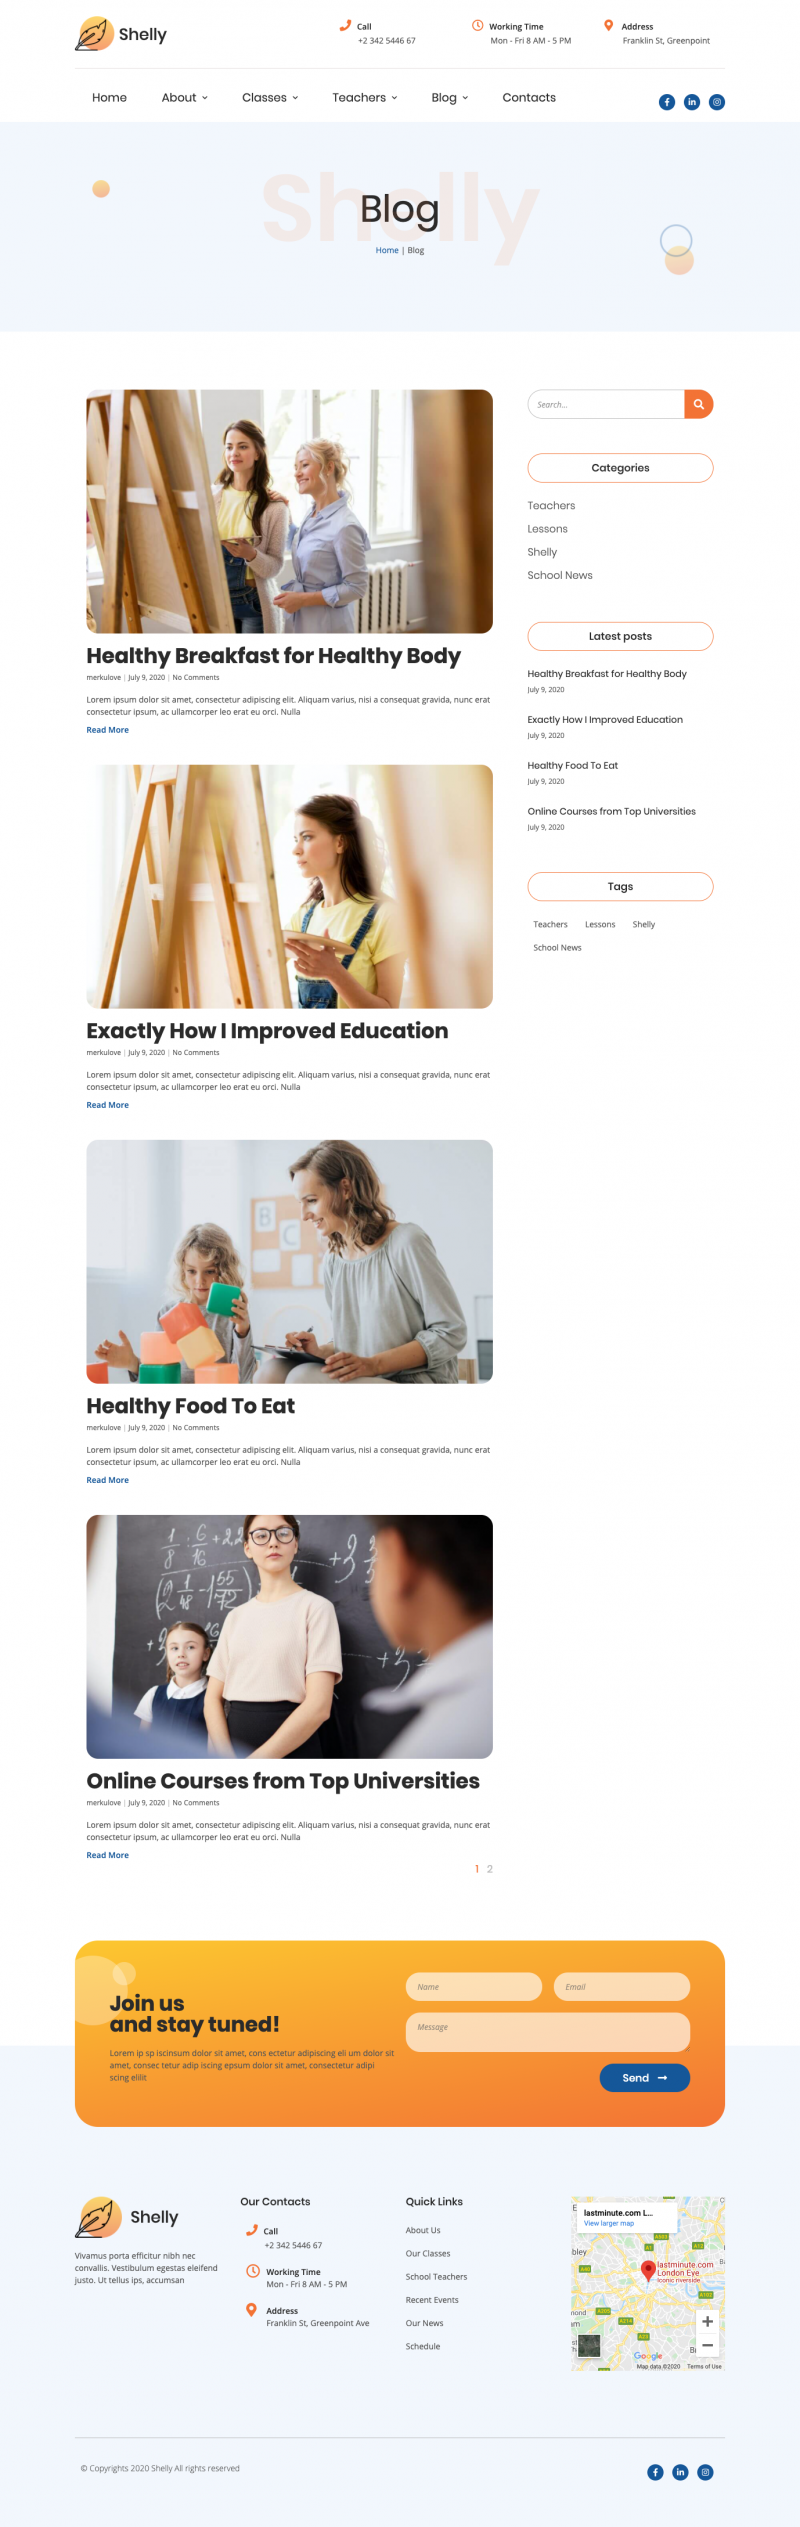 Shelly
Call
+2 342 5446 67
Working Time
Mon - Fri 8 AM - 5 PM
Address
Franklin St, Greenpoint
Home
About
Classes
Teachers
Blog
Contacts
Shelly
Blog
Home | Blog
Healthy Breakfast for Healthy Body
merkulove | July 9, 2020 | No Comments
Lorem ipsum dolor sit amet, consectetur adipiscing elit. Aliquam varius, nisi a consequat gravida, nunc erat
consectetur ipsum, ac ullamcorper leo erat eu orci. Nulla
Read More
Exactly How I Improved Education
merkulove | July 9, 2020 | No Comments
Lorem ipsum dolor sit amet, consectetur adipiscing elit. Aliquam varius, nisi a consequat gravida, nunc erat
consectetur ipsum, ac ullamcorper leo erat eu orci. Nulla
Read More
B C
Healthy Food To Eat
merkulove | July 9, 2020 | No Comments
Lorem ipsum dolor sit amet, consectetur adipiscing elit. Aliquam varius, nisi a consequat gravida, nunc erat
consectetur ipsum, ac ullamcorper leo erat eu orci. Nulla
Read More
Online Courses from Top Universities
merkulove | July 9, 2020 | No Comments
Lorem ipsum dolor sit amet, consectetur adipiscing elit. Aliquam varius, nisi a consequat gravida, nunc erat
consectetur ipsum, ac ullamcorper leo erat eu orci. Nulla
Read More
1 2
Search...
Categories
Teachers
Lessons
Shelly
School News
Latest posts
Healthy Breakfast for Healthy Body
July 9, 2020
Exactly How I Improved Education
July 9, 2020
Healthy Food To Eat
July 9, 2020
Online Courses from Top Universities
July 9, 2020
Tags
Teachers Lessons Shelly
School News
Join us
and stay tuned!
Lorem ip sp iscinsum dolor sit amet, cons ectetur adipiscing eli um dolor sit
amet, consec tetur adip iscing epsum dolor sit amet, consectetur adipi
scing elilit
Name
Email
Message
Send
Shelly
Vivamus porta efficitur nibh nec
convallis. Vestibulum egestas eleifend
justo. Ut tellus ips, accumsan
Our Contacts
Call
+2 342 5446 67
Working Time
Mon - Fri 8 AM - 5 PM
Address
Franklin St, Greenpoint Ave
Quick Links
About Us
Our Classes
School Teachers
Recent Events
Our News
Schedule
lastminute.com L...
View larger map
lastminute.com
London Eye
Iconic riverside
Google
Map data ©2020 Terms of Use
© Copyrights 2020 Shelly All rights reserved